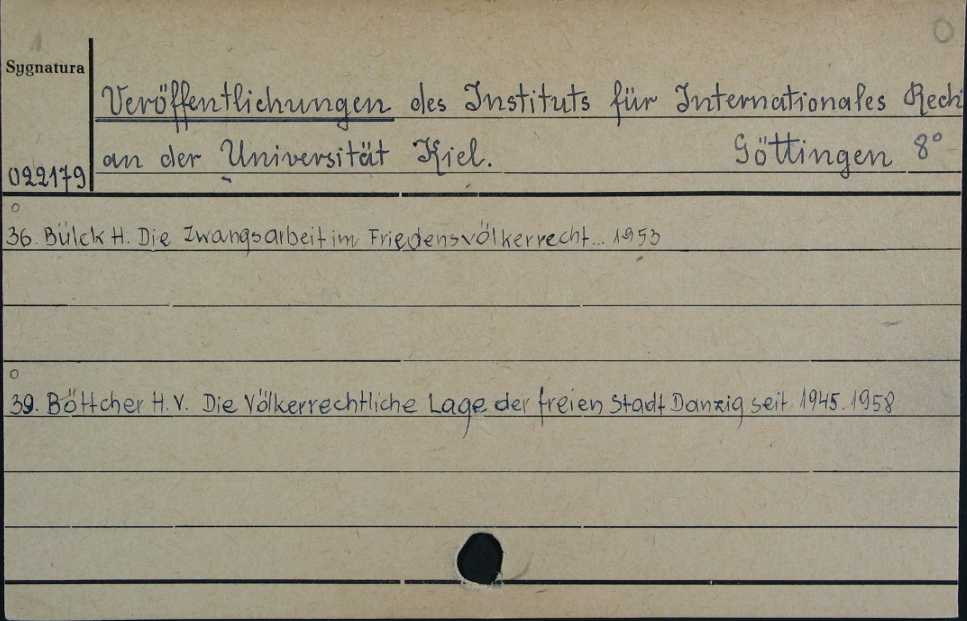 Sygnatura
Veröffentlichungen des Instituts für Internationales Rech
an der Universität Kiel. Göttingen 8°
022179
36. Bülck H. Die Zwangsarbeit im Friedensvölkerrecht... 1953
39. Böttcher H.V. Die Völkerrechtliche Lage der freien Stadt Danzig seit 1945. 1958